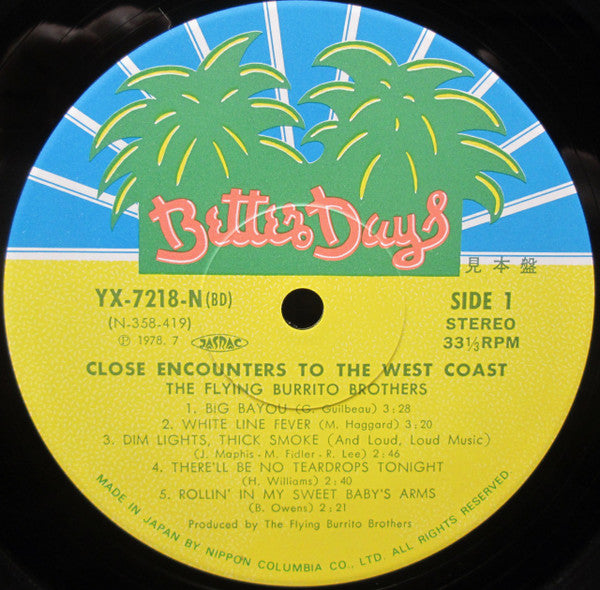 Better Days
見本盤
YX-7218-N(BD)
SIDE 1
(N-358-419)
STEREO
Ⓟ 1978. 7
JASRAC
33⅓RPM
CLOSE ENCOUNTERS TO THE WEST COAST
THE FLYING BURRITO BROTHERS
1. BIG BAYOU (G. Guilbeau) 3:28
2. WHITE LINE FEVER (M. Haggard) 3:20
3. DIM LIGHTS, THICK SMOKE (And Loud, Loud Music)
(J. Maphis - M. Fidler - R. Lee) 2:46
4. THERE'LL BE NO TEARDROPS TONIGHT
(H. Williams) 2:40
5. ROLLIN' IN MY SWEET BABY'S ARMS
(B. Owens) 2:21
Produced by The Flying Burrito Brothers
MADE IN JAPAN BY NIPPON COLUMBIA CO., LTD. ALL RIGHTS RESERVED